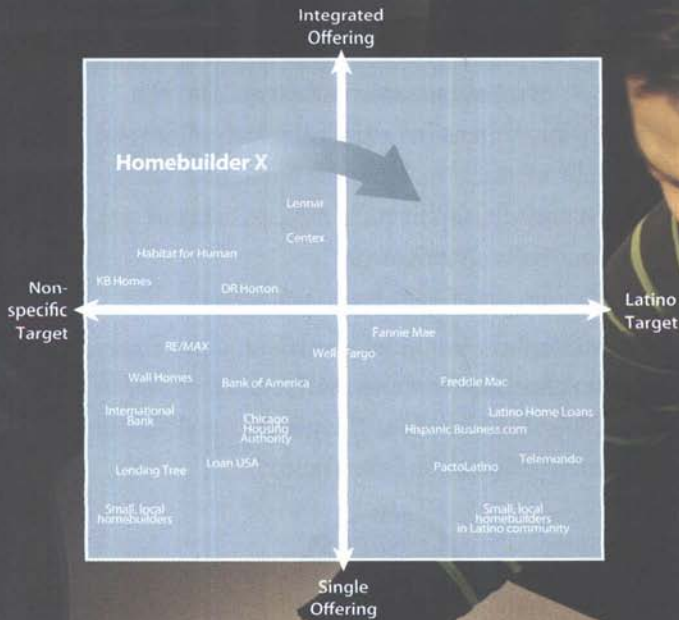 Integrated
Offering
Homebuilder X
Lennar
Centex
Habitat for Human
KB Homes
DR Horton
Non-
specific
Target
Latino
Target
Fannie Mae
RE/MAX
Wells Fargo
Wall Homes
Bank of America
Freddie Mac
International
Bank
Chicago
Housing
Authority
Latino Home Loans
Hispanic Business.com
Loan USA
Lending Tree
PactoLatino
Telemondo
Small, local
homebuilders
Small, local
homebuilders
in Latino community
Single
Offering